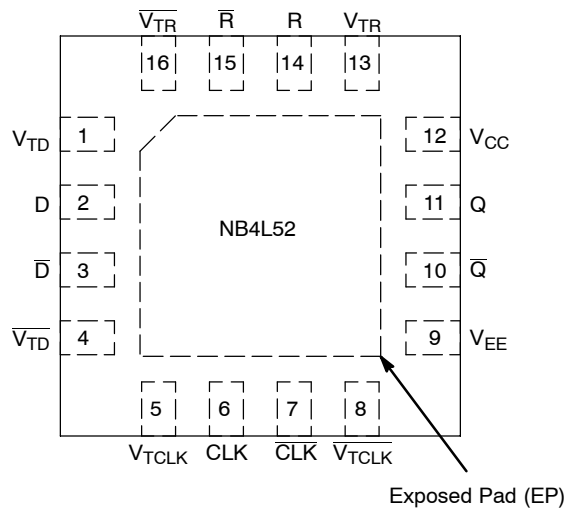 V̅T̅R̅ R̅ R VTR
16 15 14 13
VTD 1 12 VCC
D 2 11 Q
NB4L52
D̅ 3 10 Q̅
V̅T̅D̅ 4 9 VEE
5 6 7 8
VTCLK CLK C̅L̅K̅ V̅T̅C̅L̅K̅
Exposed Pad (EP)